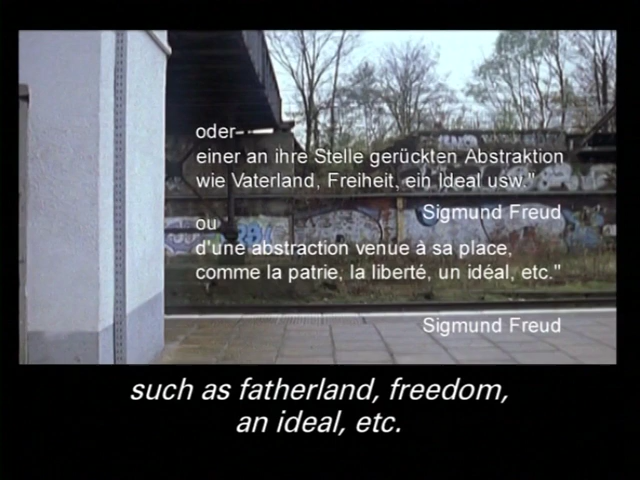 oder
einer an ihre Stelle gerückten Abstraktion
wie Vaterland, Freiheit, ein Ideal usw."
Sigmund Freud
ou
d'une abstraction venue à sa place,
comme la patrie, la liberté, un idéal, etc."
Sigmund Freud
such as fatherland, freedom,
an ideal, etc.